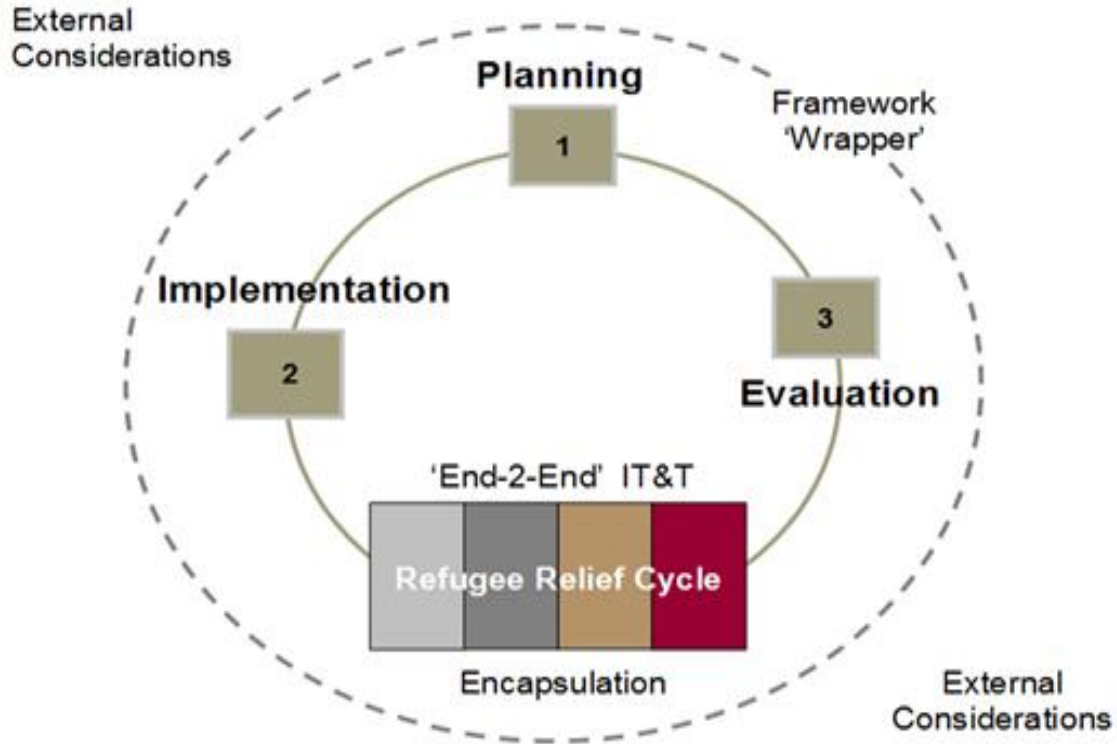 External
Considerations
Planning
Framework
‘Wrapper’
1
Implementation
2
3
Evaluation
‘End-2-End’ IT&T
Refugee Relief Cycle
Encapsulation
External
Considerations